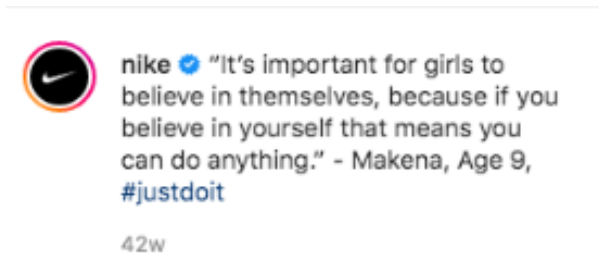 nike "It's important for girls to
believe in themselves, because if you
believe in yourself that means you
can do anything." - Makena, Age 9,
#justdoit
42w